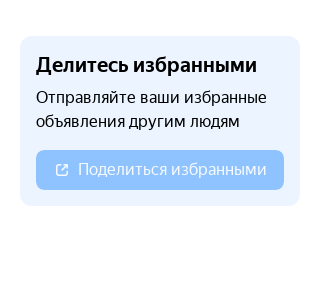 Делитесь избранными
Отправляйте ваши избранные
объявления другим людям
Поделиться избранными